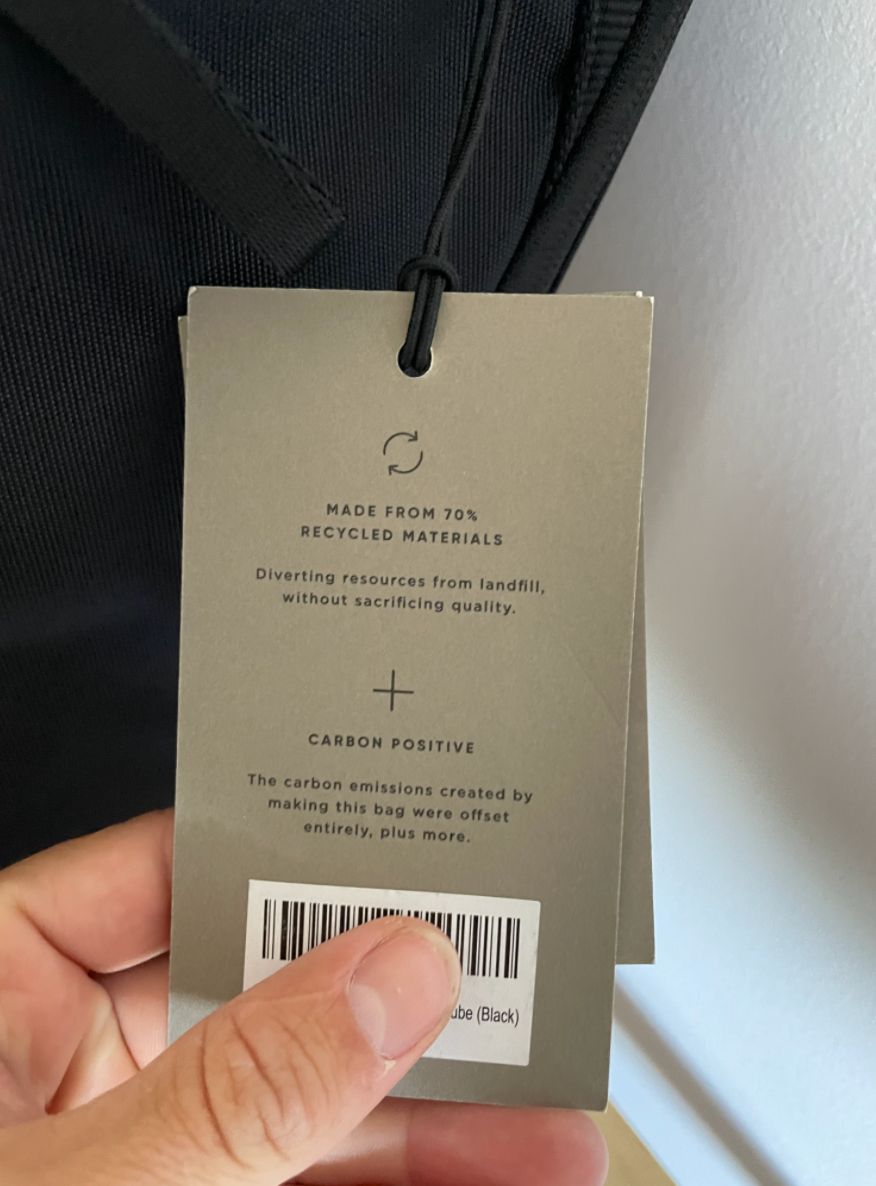 MADE FROM 70%
RECYCLED MATERIALS
Diverting resources from landfill,
without sacrificing quality.
CARBON POSITIVE
The carbon emissions created by
making this bag were offset
entirely, plus more.
(Black)